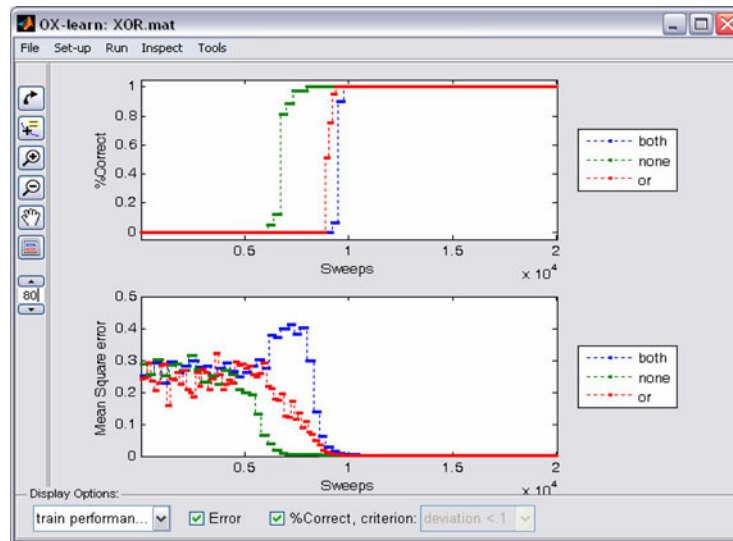 OX-learn: XOR.mat
File Set-up Run Inspect Tools
1
0.8
0.6
0.4
0.2
0
%Correct
0.5 1 1.5 2
Sweeps
x 10^4
both
none
or
80
0.5
0.4
0.3
0.2
0.1
0
Mean Square error
0 0.5 1 1.5 2
Sweeps
x 10^4
both
none
or
Display Options:
train performan... Error %Correct, criterion: deviation <.1